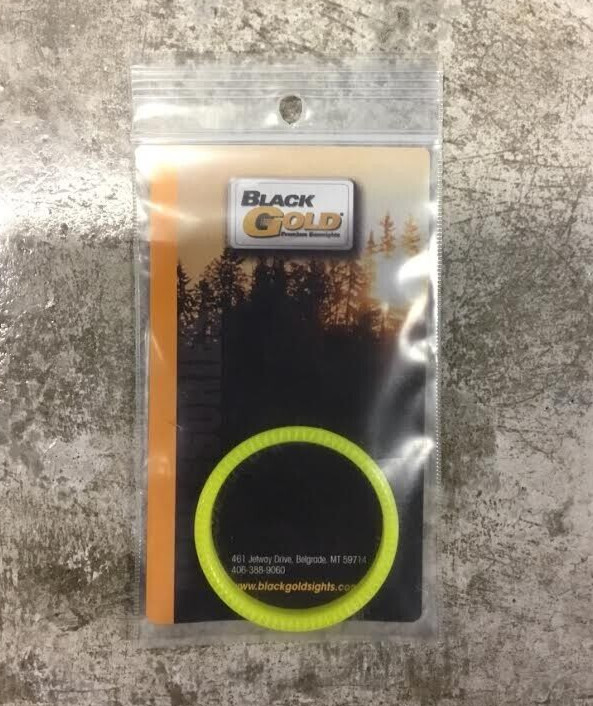 BLACK
GOLD
Premium Bowsights
461 Jetway Drive, Belgrade, MT 59714
406-388-9060
www.blackgoldsights.com